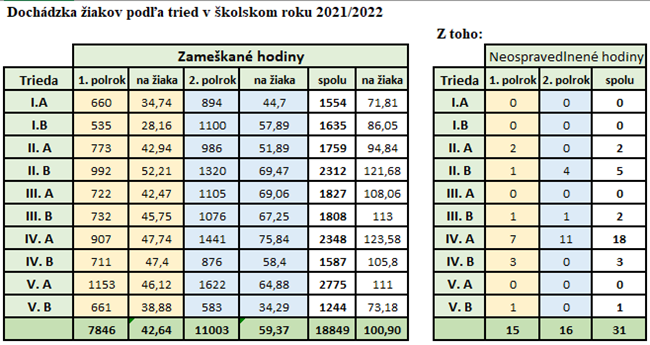 Dochádzka žiakov podľa tried v školskom roku 2021/2022
Z toho:
Zameškané hodiny Neospravedlnené hodiny
Trieda 1. polrok na žiaka 2. polrok na žiaka spolu na žiaka Trieda 1. polrok 2. polrok spolu
I.A 660 34,74 894 44,7 1554 71,81 I.A 0 0 0
I.B 535 28,16 1100 57,89 1635 86,05 I.B 0 0 0
II. A 773 42,94 986 51,89 1759 94,84 II. A 2 0 2
II. B 992 52,21 1320 69,47 2312 121,68 II. B 1 4 5
III. A 722 42,47 1105 69,06 1827 108,06 III. A 0 0 0
III. B 732 45,75 1076 67,25 1808 113 III. B 1 1 2
IV. A 907 47,74 1441 75,84 2348 123,58 IV. A 7 11 18
IV. B 711 47,4 876 58,4 1587 105,8 IV. B 3 0 3
V. A 1153 46,12 1622 64,88 2775 111 V. A 0 0 0
V. B 661 38,88 583 34,29 1244 73,18 V. B 1 0 1
7846 42,64 11003 59,37 18849 100,90 15 16 31